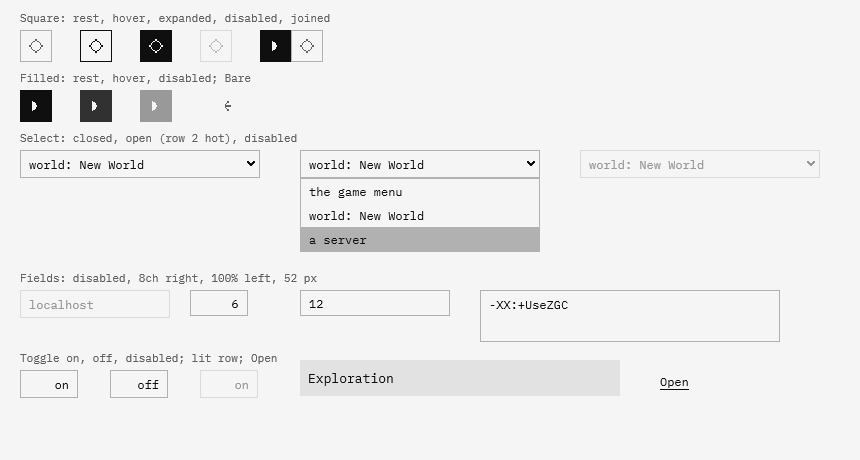 Square: rest, hover, expanded, disabled, joined
Filled: rest, hover, disabled; Bare
Select: closed, open (row 2 hot), disabled
world: New World
world: New World
world: New World
the game menu
world: New World
a server
Fields: disabled, 8ch right, 100% left, 52 px
localhost
6
12
-XX:+UseZGC
Toggle on, off, disabled; lit row; Open
on
off
on
Exploration
Open